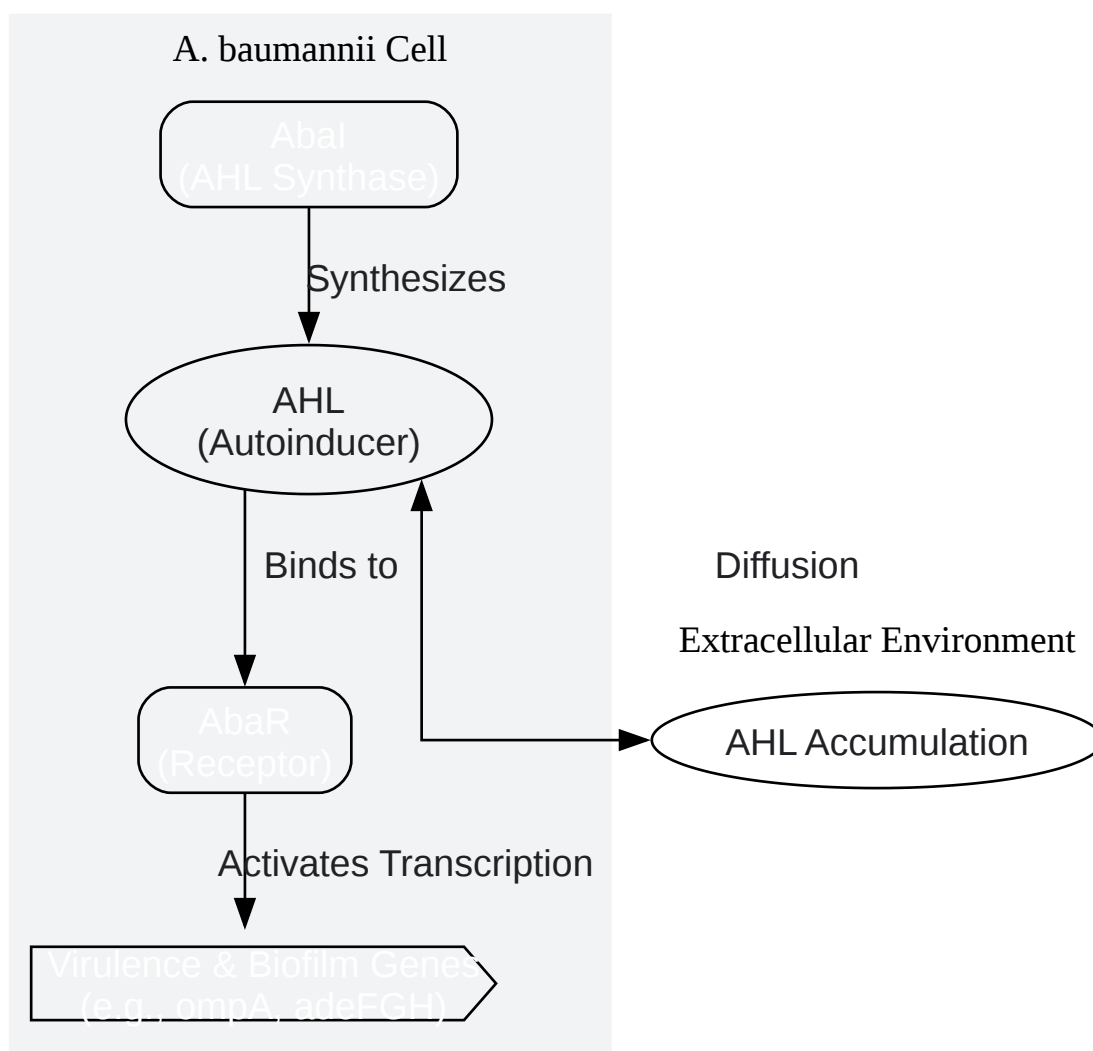 A. baumannii Cell
AbaI
(AHL Synthase)
Synthesizes
AHL
(Autoinducer)
Binds to
Diffusion
Extracellular Environment
AHL Accumulation
AbaR
(Receptor)
Activates Transcription
Virulence & Biofilm Genes
(e.g., ompA, adeFGH)